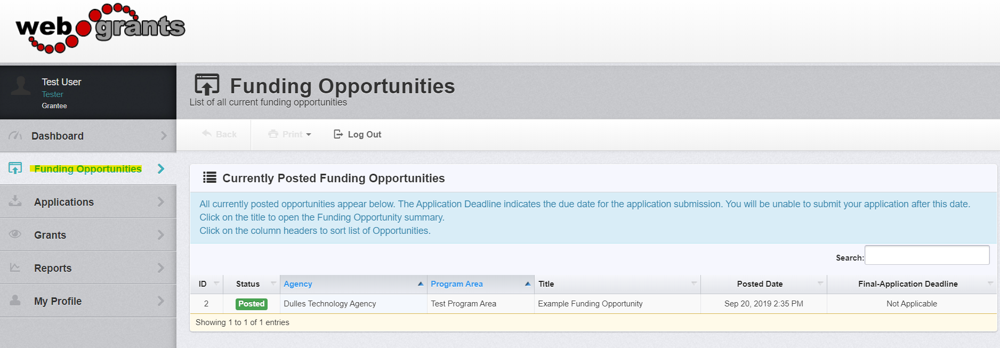 web grants
Test User
Tester
Grantee
Dashboard
Funding Opportunities
Applications
Grants
Reports
My Profile
Funding Opportunities
List of all current funding opportunities
Back Print Log Out
Currently Posted Funding Opportunities
All currently posted opportunities appear below. The Application Deadline indicates the due date for the application submission. You will be unable to submit your application after this date.
Click on the title to open the Funding Opportunity summary.
Click on the column headers to sort list of Opportunities.
Search:
ID Status Agency Program Area Title Posted Date Final-Application Deadline
2 Posted Dulles Technology Agency Test Program Area Example Funding Opportunity Sep 20, 2019 2:35 PM Not Applicable
Showing 1 to 1 of 1 entries